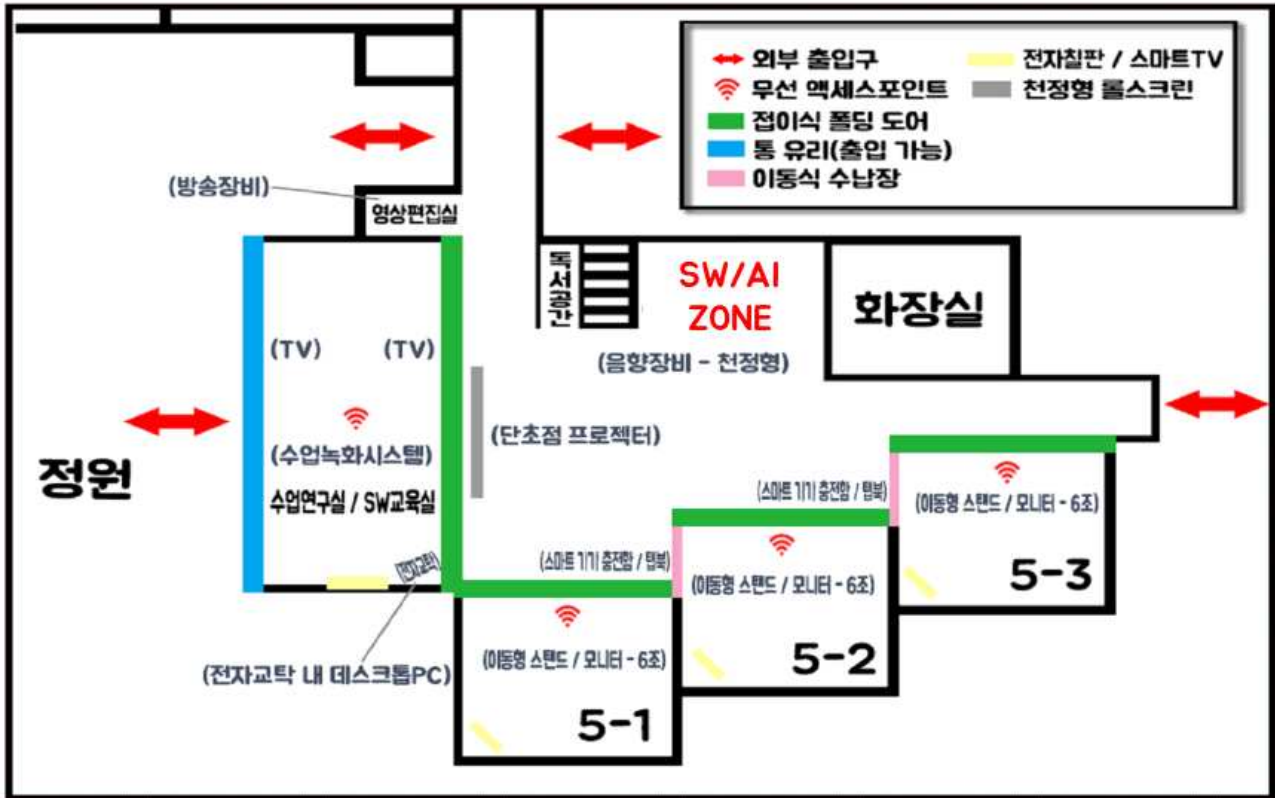 외부 출입구
전자칠판 / 스마트TV
무선 액세스포인트
천정형 롤스크린
접이식 폴딩 도어
통 유리(출입 가능)
이동식 수납장
(방송장비)
영상편집실
독서공간
SW/AI
ZONE
화장실
(TV)
(TV)
(음향장비 - 천정형)
(수업녹화시스템)
(단초점 프로젝터)
정원
수업연구실 / SW교육실
전자교탁
(스마트기기 충전함 / 탭북)
(이동형 스탠드 / 모니터 - 6조)
5-3
(스마트기기 충전함 / 탭북)
(이동형 스탠드 / 모니터 - 6조)
5-2
(전자교탁 내 데스크톱PC)
(이동형 스탠드 / 모니터 - 6조)
5-1